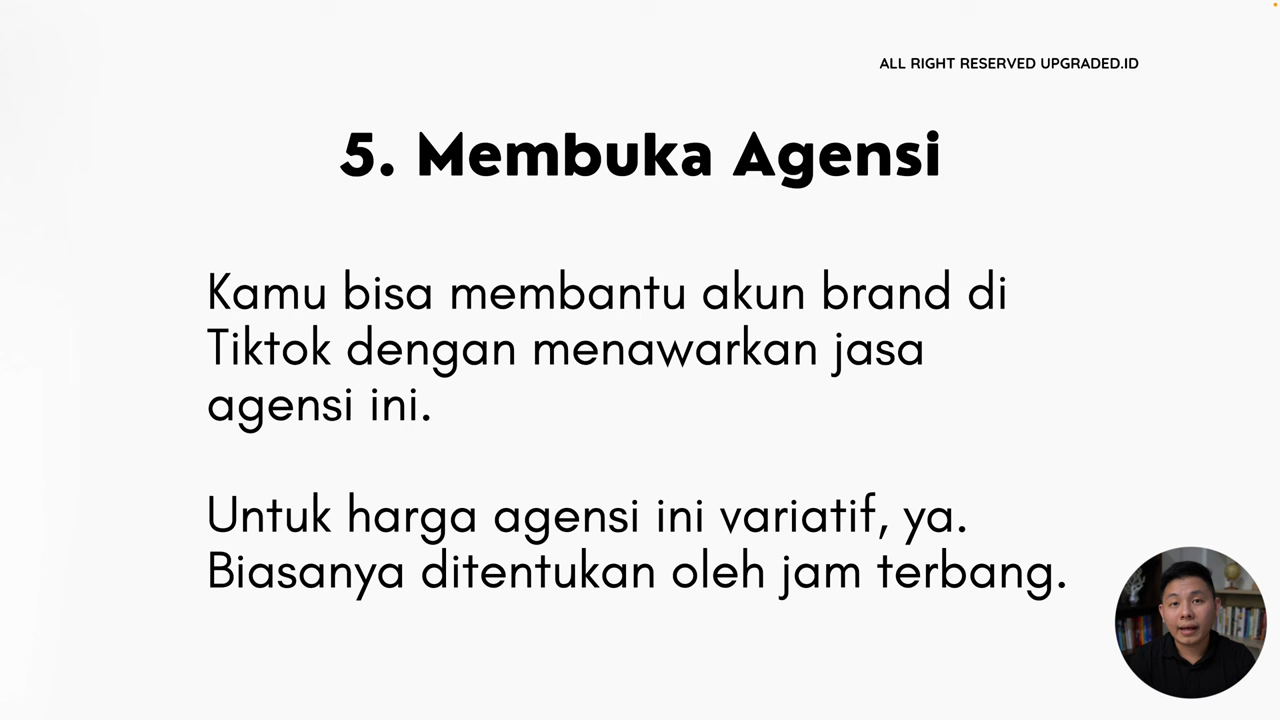 ALL RIGHT RESERVED UPGRADED.ID
5. Membuka Agensi
Kamu bisa membantu akun brand di
Tiktok dengan menawarkan jasa
agensi ini.
Untuk harga agensi ini variatif, ya.
Biasanya ditentukan oleh jam terbang.